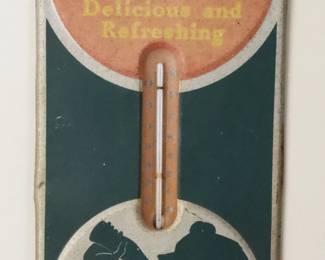 Delicious and
Refreshing